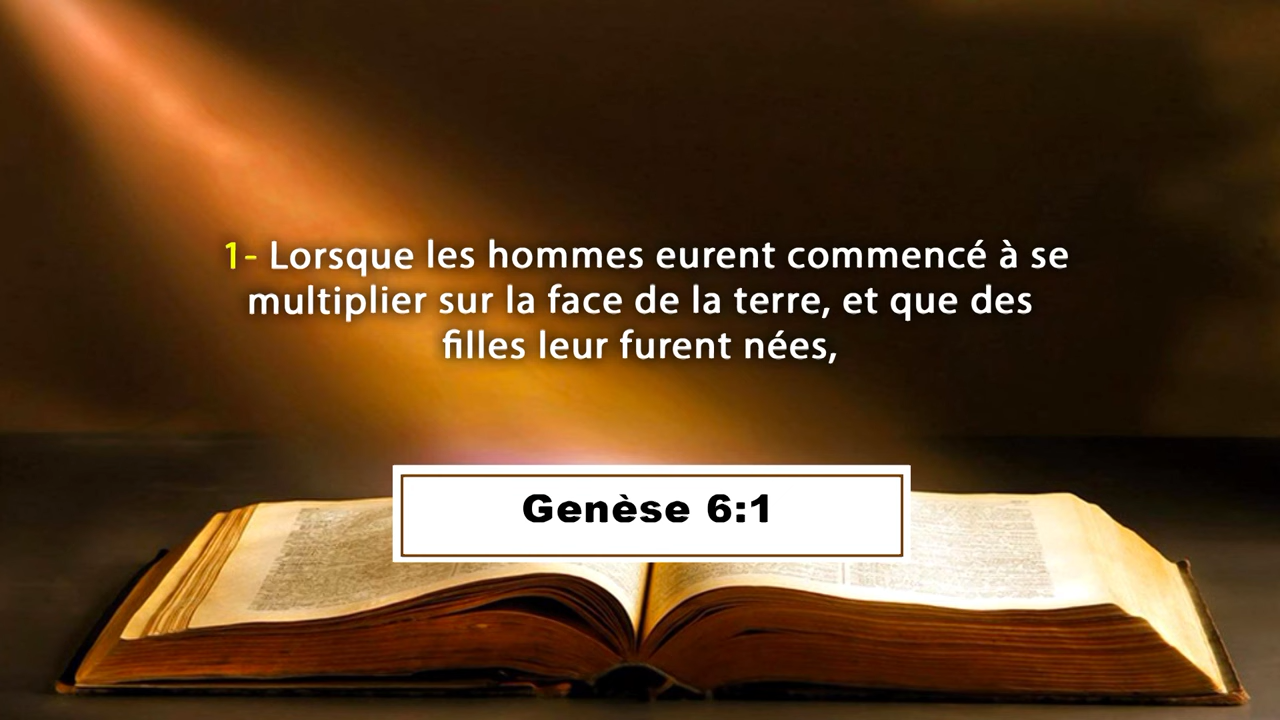 1- Lorsque les hommes eurent commencé à se
multiplier sur la face de la terre, et que des
filles leur furent nées,
Genèse 6:1